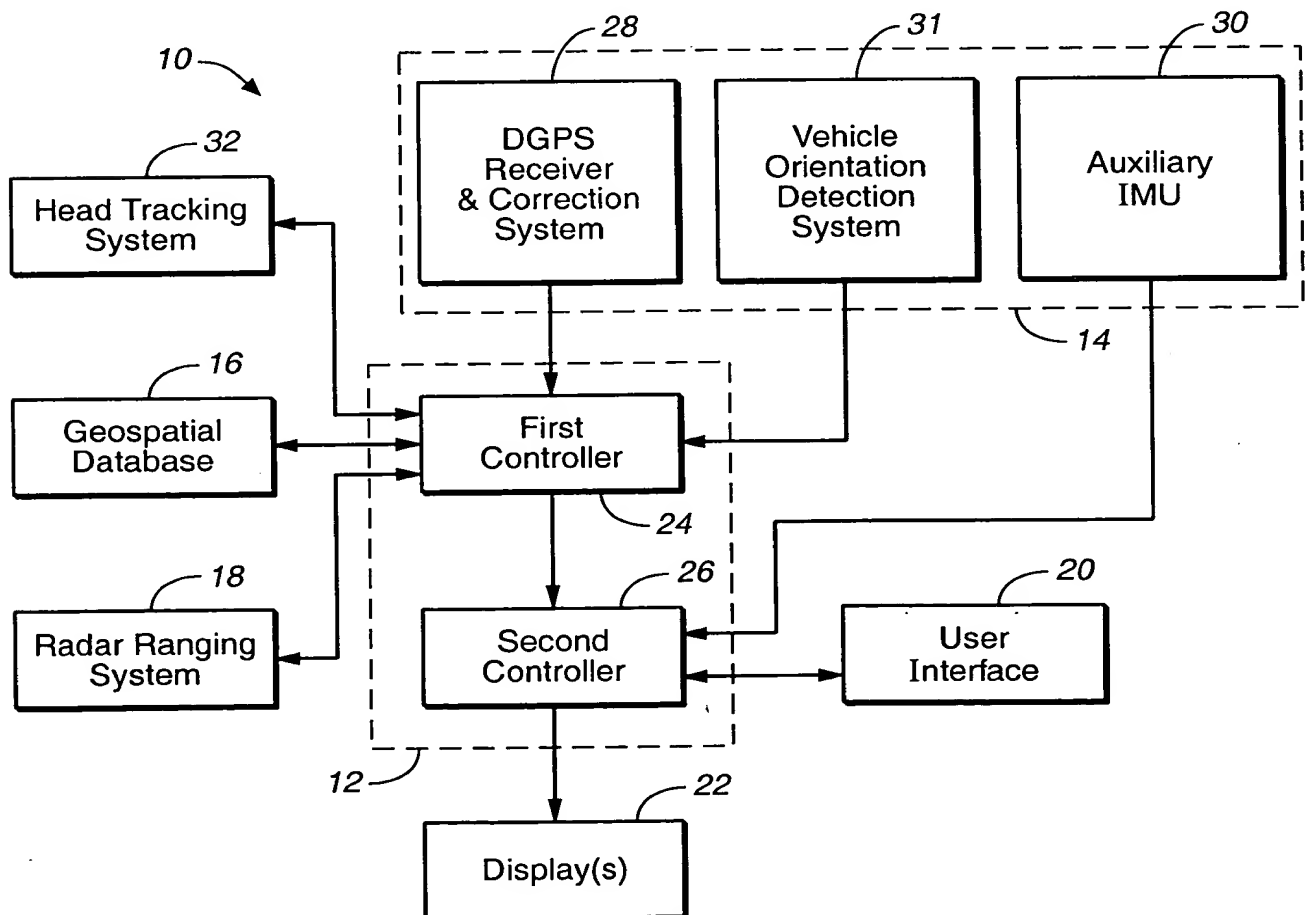 28
31
30
10
DGPS
Receiver
& Correction
System
Vehicle
Orientation
Detection
System
Auxiliary
IMU
32
Head Tracking
System
14
16
Geospatial
Database
First
Controller
24
18
Radar Ranging
System
26
Second
Controller
20
User
Interface
12
22
Display(s)